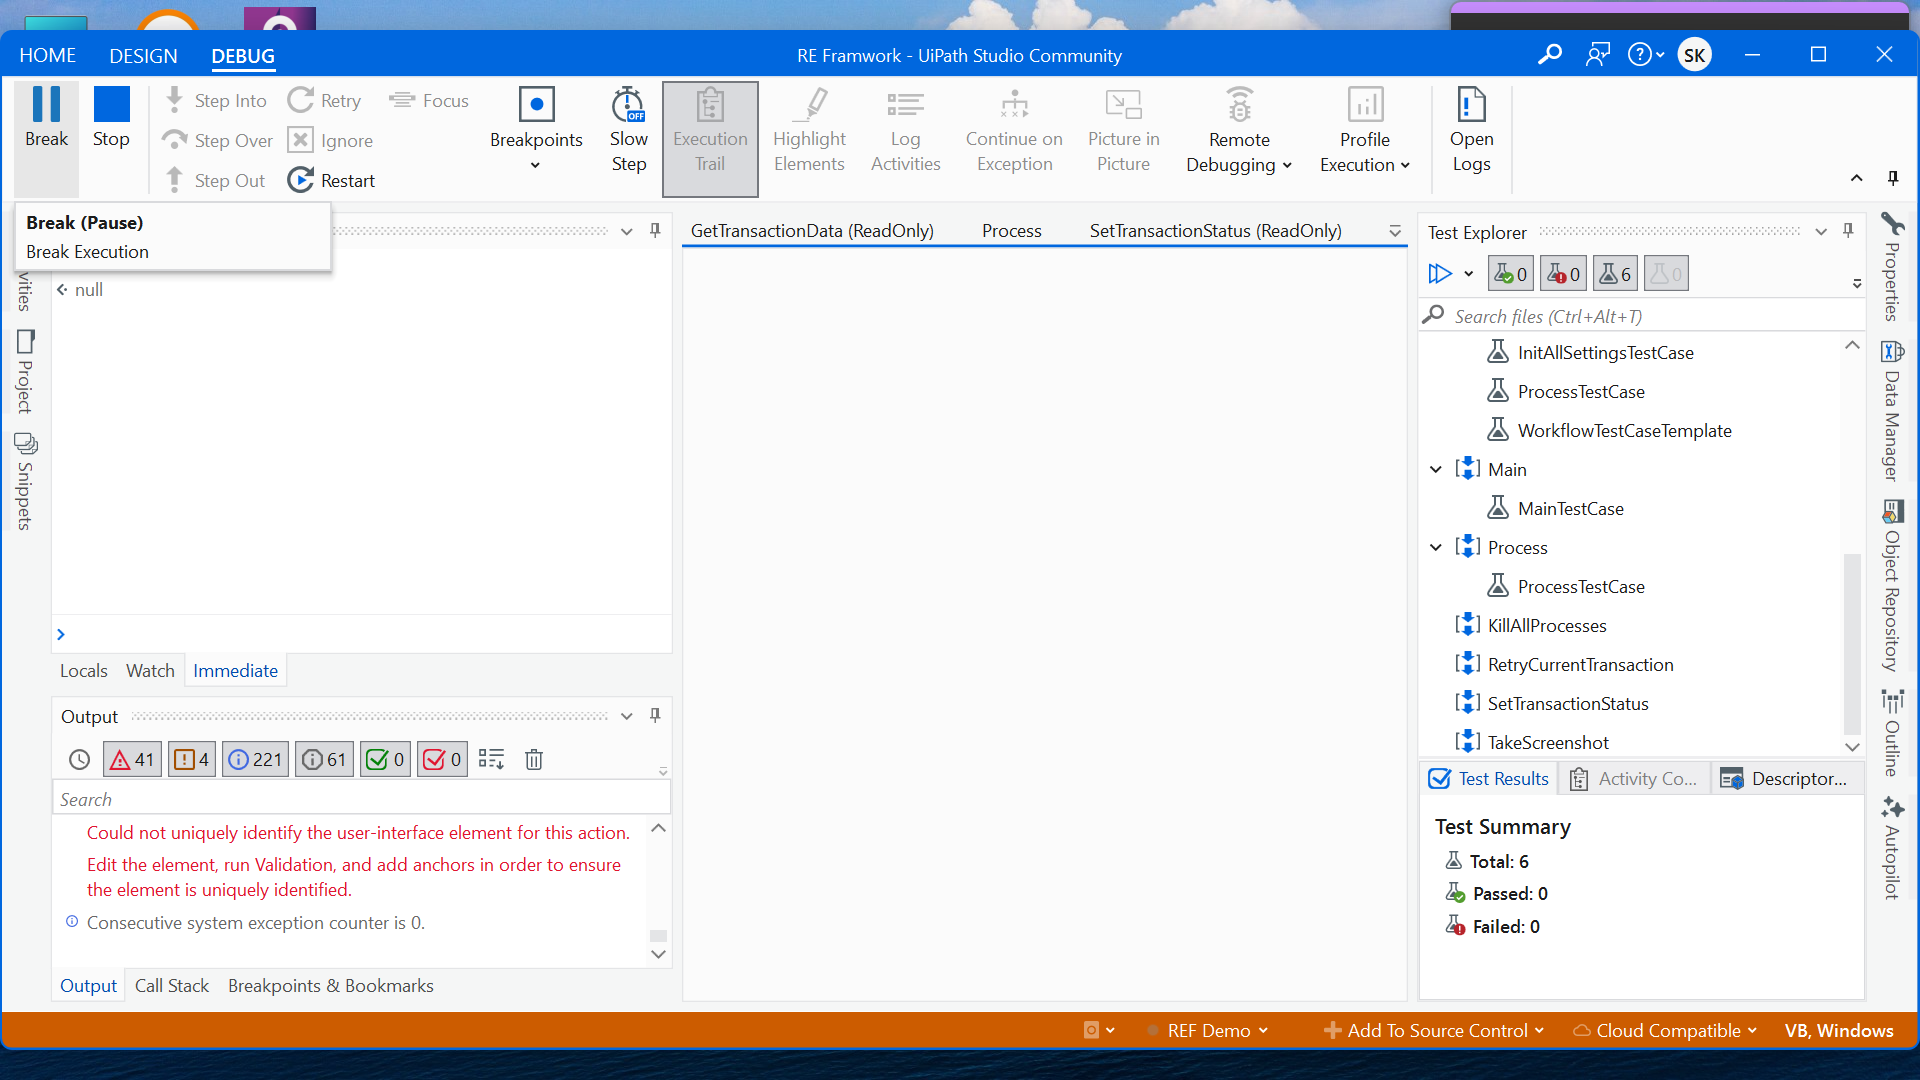 HOME
DESIGN
DEBUG
RE Framwork - UiPath Studio Community
SK
Break
Stop
Step Into
Step Over
Step Out
Retry
Ignore
Restart
Focus
Breakpoints
Slow
Step
OFF
Execution
Trail
Highlight
Elements
Log
Activities
Continue on
Exception
Picture in
Picture
Remote
Debugging
Profile
Execution
Open
Logs
Break (Pause)
Break Execution
vities
Project
Snippets
null
Locals
Watch
Immediate
Output
41
4
221
61
0
0
Search
Could not uniquely identify the user-interface element for this action.
Edit the element, run Validation, and add anchors in order to ensure
the element is uniquely identified.
Consecutive system exception counter is 0.
Output
Call Stack
Breakpoints & Bookmarks
GetTransactionData (ReadOnly)
Process
SetTransactionStatus (ReadOnly)
Test Explorer
0
0
6
0
Search files (Ctrl+Alt+T)
InitAllSettingsTestCase
ProcessTestCase
WorkflowTestCaseTemplate
Main
MainTestCase
Process
ProcessTestCase
KillAllProcesses
RetryCurrentTransaction
SetTransactionStatus
TakeScreenshot
Test Results
Activity Co...
Descriptor...
Test Summary
Total: 6
Passed: 0
Failed: 0
Properties
Data Manager
Object Repository
Outline
Autopilot
REF Demo
Add To Source Control
Cloud Compatible
VB, Windows